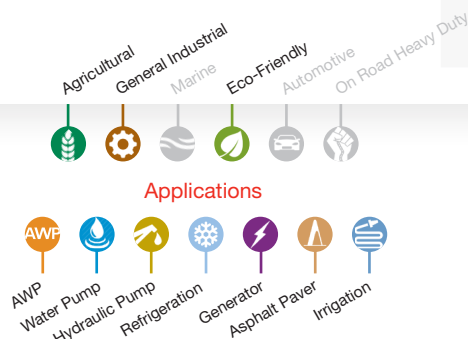 Agricultural
General Industrial
Marine
Eco-Friendly
Automotive
On Road Heavy Duty
Applications
AWP
AWP
Water Pump
Hydraulic Pump
Refrigeration
Generator
Asphalt Paver
Irrigation